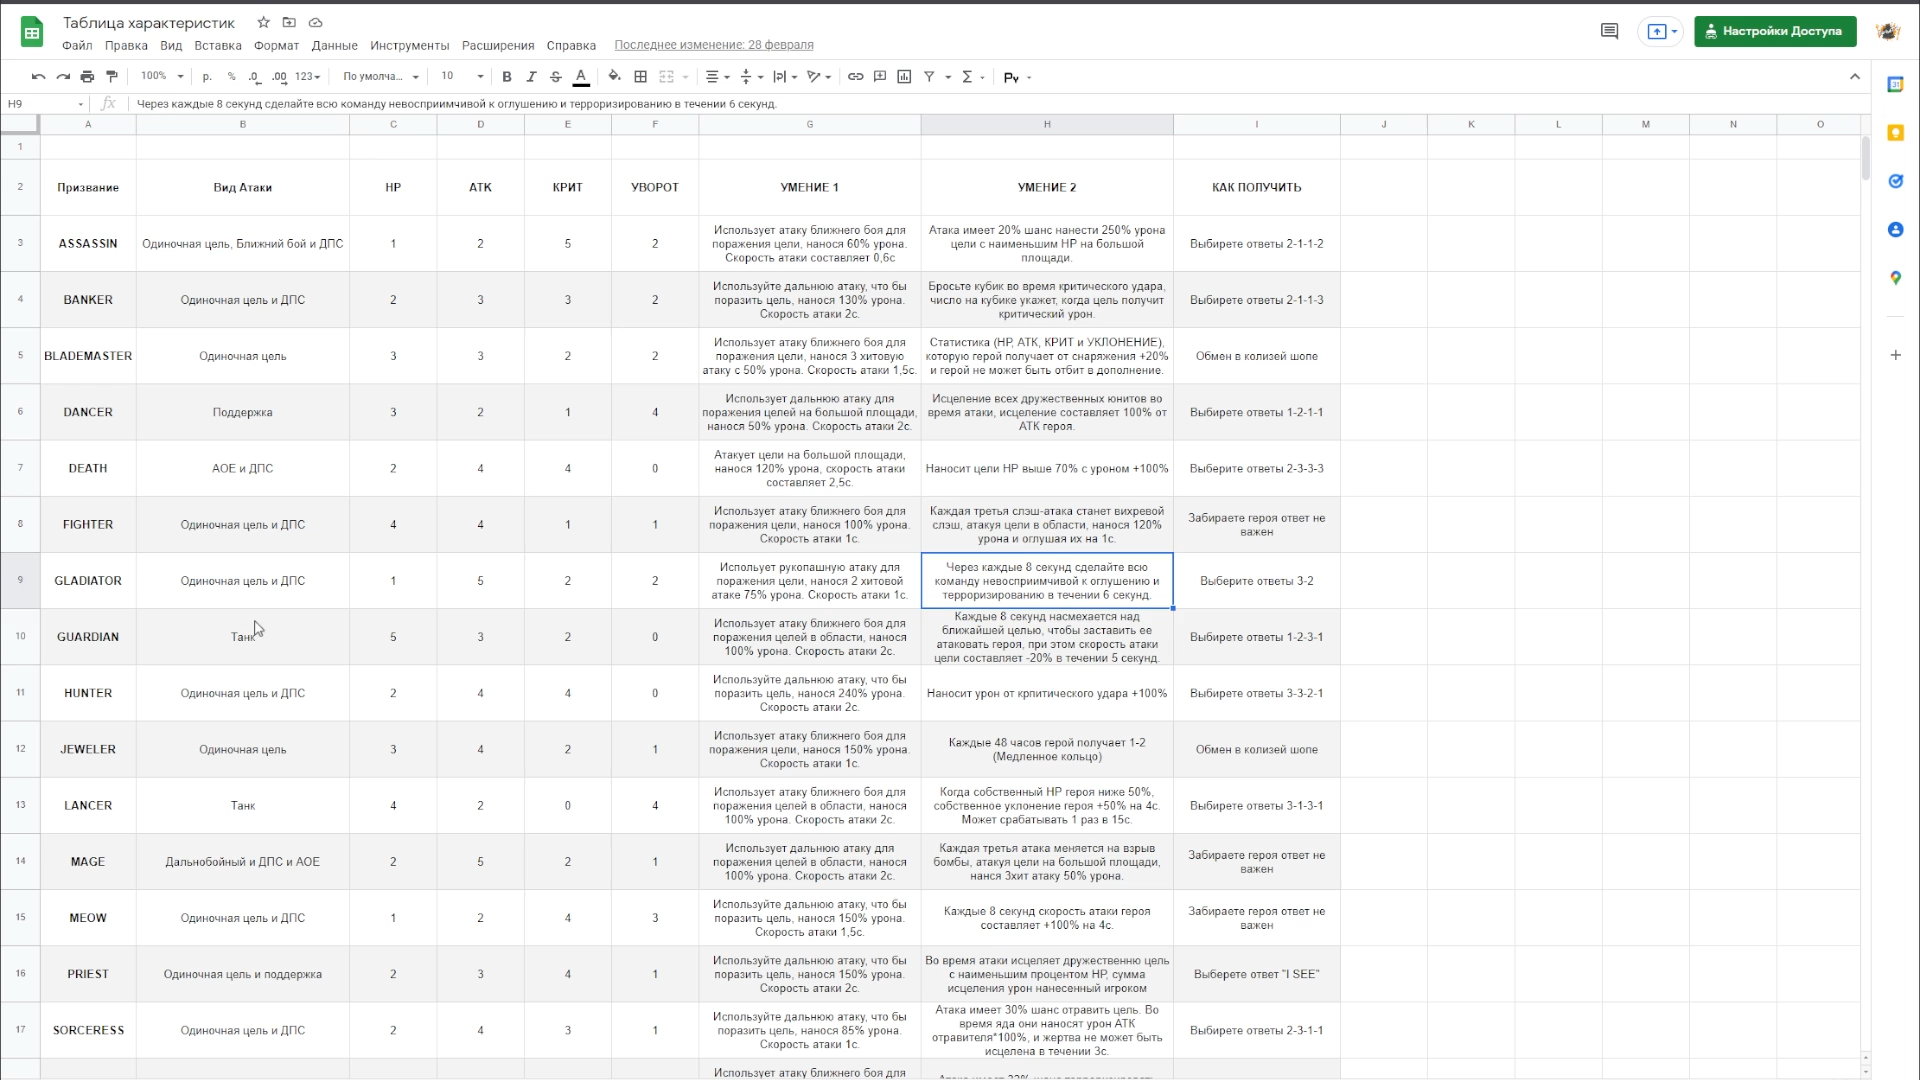 Таблица характеристик
Файл Правка Вид Вставка Формат Данные Инструменты Расширения Справка Последнее изменение: 28 февраля
Настройки Доступа
100% р. % .0 .00 123 По умолча... 10 B I S A Σ Ру
H9 fx Через каждые 8 секунд сделайте всю команду невосприимчивой к оглушению и терроризированию в течении 6 секунд.
A B C D E F G H I J K L M N O
1
2 Призвание Вид Атаки HP АТК КРИТ УВОРОТ УМЕНИЕ 1 УМЕНИЕ 2 КАК ПОЛУЧИТЬ
3 ASSASSIN Одиночная цель, Ближний бой и ДПС 1 2 5 2
Использует атаку ближнего боя для
поражения цели, нанося 60% урона.
Скорость атаки составляет 0,6с
Атака имеет 20% шанс нанести 250% урона
цели с наименьшим HP на большой
площади.
Выбирете ответы 2-1-1-2
4 BANKER Одиночная цель и ДПС 2 3 3 2
Используйте дальнюю атаку, что бы
поразить цель, нанося 130% урона.
Скорость атаки 2с.
Бросьте кубик во время критического удара,
число на кубике укажет, когда цель получит
критический урон.
Выбирете ответы 2-1-1-3
5 BLADEMASTER Одиночная цель 3 3 2 2
Использует атаку ближнего боя для
поражения цели, нанося 3 хитовую
атаку с 50% урона. Скорость атаки 1,5с.
Статистика (HP, АТК, КРИТ и УКЛОНЕНИЕ),
которую герой получает от снаряжения +20%
и герой не может быть отбит в дополнение.
Обмен в колизей шопе
6 DANCER Поддержка 3 2 1 4
Использует дальнюю атаку для
поражения целей на большой площади,
нанося 50% урона. Скорость атаки 2с.
Исцеление всех дружественных юнитов во
время атаки, исцеление составляет 100% от
АТК героя.
Выбирете ответы 1-2-1-1
7 DEATH АОЕ и ДПС 2 4 4 0
Атакует цели на большой площади,
нанося 120% урона, скорость атаки
составляет 2,5с.
Наносит цели HP выше 70% с уроном +100%
Выберите ответы 2-3-3-3
8 FIGHTER Одиночная цель и ДПС 4 4 1 1
Использует атаку ближнего боя для
поражения цели, нанося 100% урона.
Скорость атаки 1с.
Каждая третья слэш-атака станет вихревой
слэш, атакуя цели в области, нанося 120%
урона и оглушая их на 1с.
Забираете героя ответ не
важен
9 GLADIATOR Одиночная цель и ДПС 1 5 2 2
Испольует рукопашную атаку для
поражения цели, нанося 2 хитовой
атаке 75% урона. Скорость атаки 1с.
Через каждые 8 секунд сделайте всю
команду невосприимчивой к оглушению и
терроризированию в течении 6 секунд.
Выберите ответы 3-2
10 GUARDIAN Танк 5 3 2 0
Использует атаку ближнего боя для
поражения целей в области, нанося
100% урона. Скорость атаки 2с.
Каждые 8 секунд насмехается над
ближайшей целью, чтобы заставить ее
атаковать героя, при этом скорость атаки
цели составляет -20% в течении 5 секунд.
Выбирете ответы 1-2-3-1
11 HUNTER Одиночная цель и ДПС 2 4 4 0
Используйте дальнюю атаку, что бы
поразить цель, нанося 240% урона.
Скорость атаки 2с.
Наносит урон от крпитического удара +100%
Выбирете ответы 3-3-2-1
12 JEWELER Одиночная цель 3 4 2 1
Использует атаку ближнего боя для
поражения цели, нанося 150% урона.
Скорость атаки 1с.
Каждые 48 часов герой получает 1-2
(Медленное кольцо)
Обмен в колизей шопе
13 LANCER Танк 4 2 0 4
Использует атаку ближнего боя для
поражения целей в области, нанося
100% урона. Скорость атаки 2с.
Когда собственный HP героя ниже 50%,
собственное уклонение героя +50% на 4с.
Может срабатывать 1 раз в 15с.
Выбирете ответы 3-1-3-1
14 MAGE Дальнобойный и ДПС и АОЕ 2 5 2 1
Использует дальнюю атаку для
поражения целей в области, нанося
100% урона. Скорость атаки 2с.
Каждая третья атака меняется на взрыв
бомбы, атакуя цели на большой площади,
нанся 3хит атаку 50% урона.
Забираете героя ответ не
важен
15 MEOW Одиночная цель и ДПС 1 2 4 3
Используйте дальнюю атаку, что бы
поразить цель, нанося 150% урона.
Скорость атаки 1,5с.
Каждые 8 секунд скорость атаки героя
составляет +100% на 4с.
Забираете героя ответ не
важен
16 PRIEST Одиночная цель и поддержка 2 3 4 1
Используйте дальнюю атаку, что бы
поразить цель, нанося 150% урона.
Скорость атаки 2с.
Во время атаки исцеляет дружественню цель
с наименьшим процентом HP, сумма
исцеления урон нанесенный игроком
Выберете ответ "I SEE"
17 SORCERESS Одиночная цель и ДПС 2 4 3 1
Используйте дальнюю атаку, что бы
поразить цель, нанося 85% урона.
Скорость атаки 1с.
Атака имеет 30% шанс отравить цель. Во
время яда они наносят урон АТК
отравителя*100%, и жертва не может быть
исцелена в течении 3с.
Выбирете ответы 2-3-1-1
Использует атаку ближнего боя для